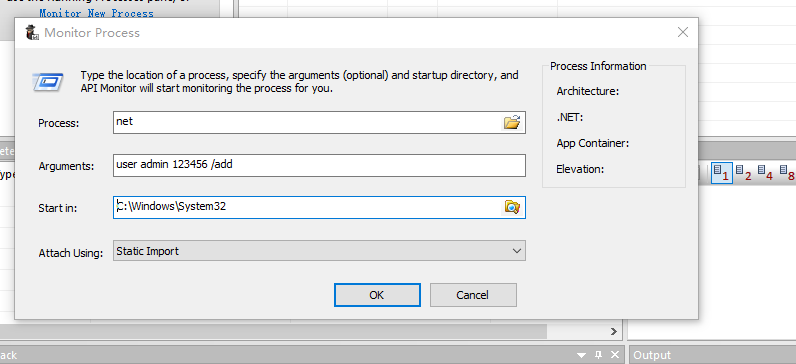 Monitor New Process
Monitor Process
Type the location of a process, specify the arguments (optional) and startup directory, and
API Monitor will start monitoring the process for you.
Process:
net
Arguments:
user admin 123456 /add
Start in:
C:\Windows\System32
Attach Using:
Static Import
OK
Cancel
Process Information
Architecture:
.NET:
App Container:
Elevation:
1 2 4 8
Output